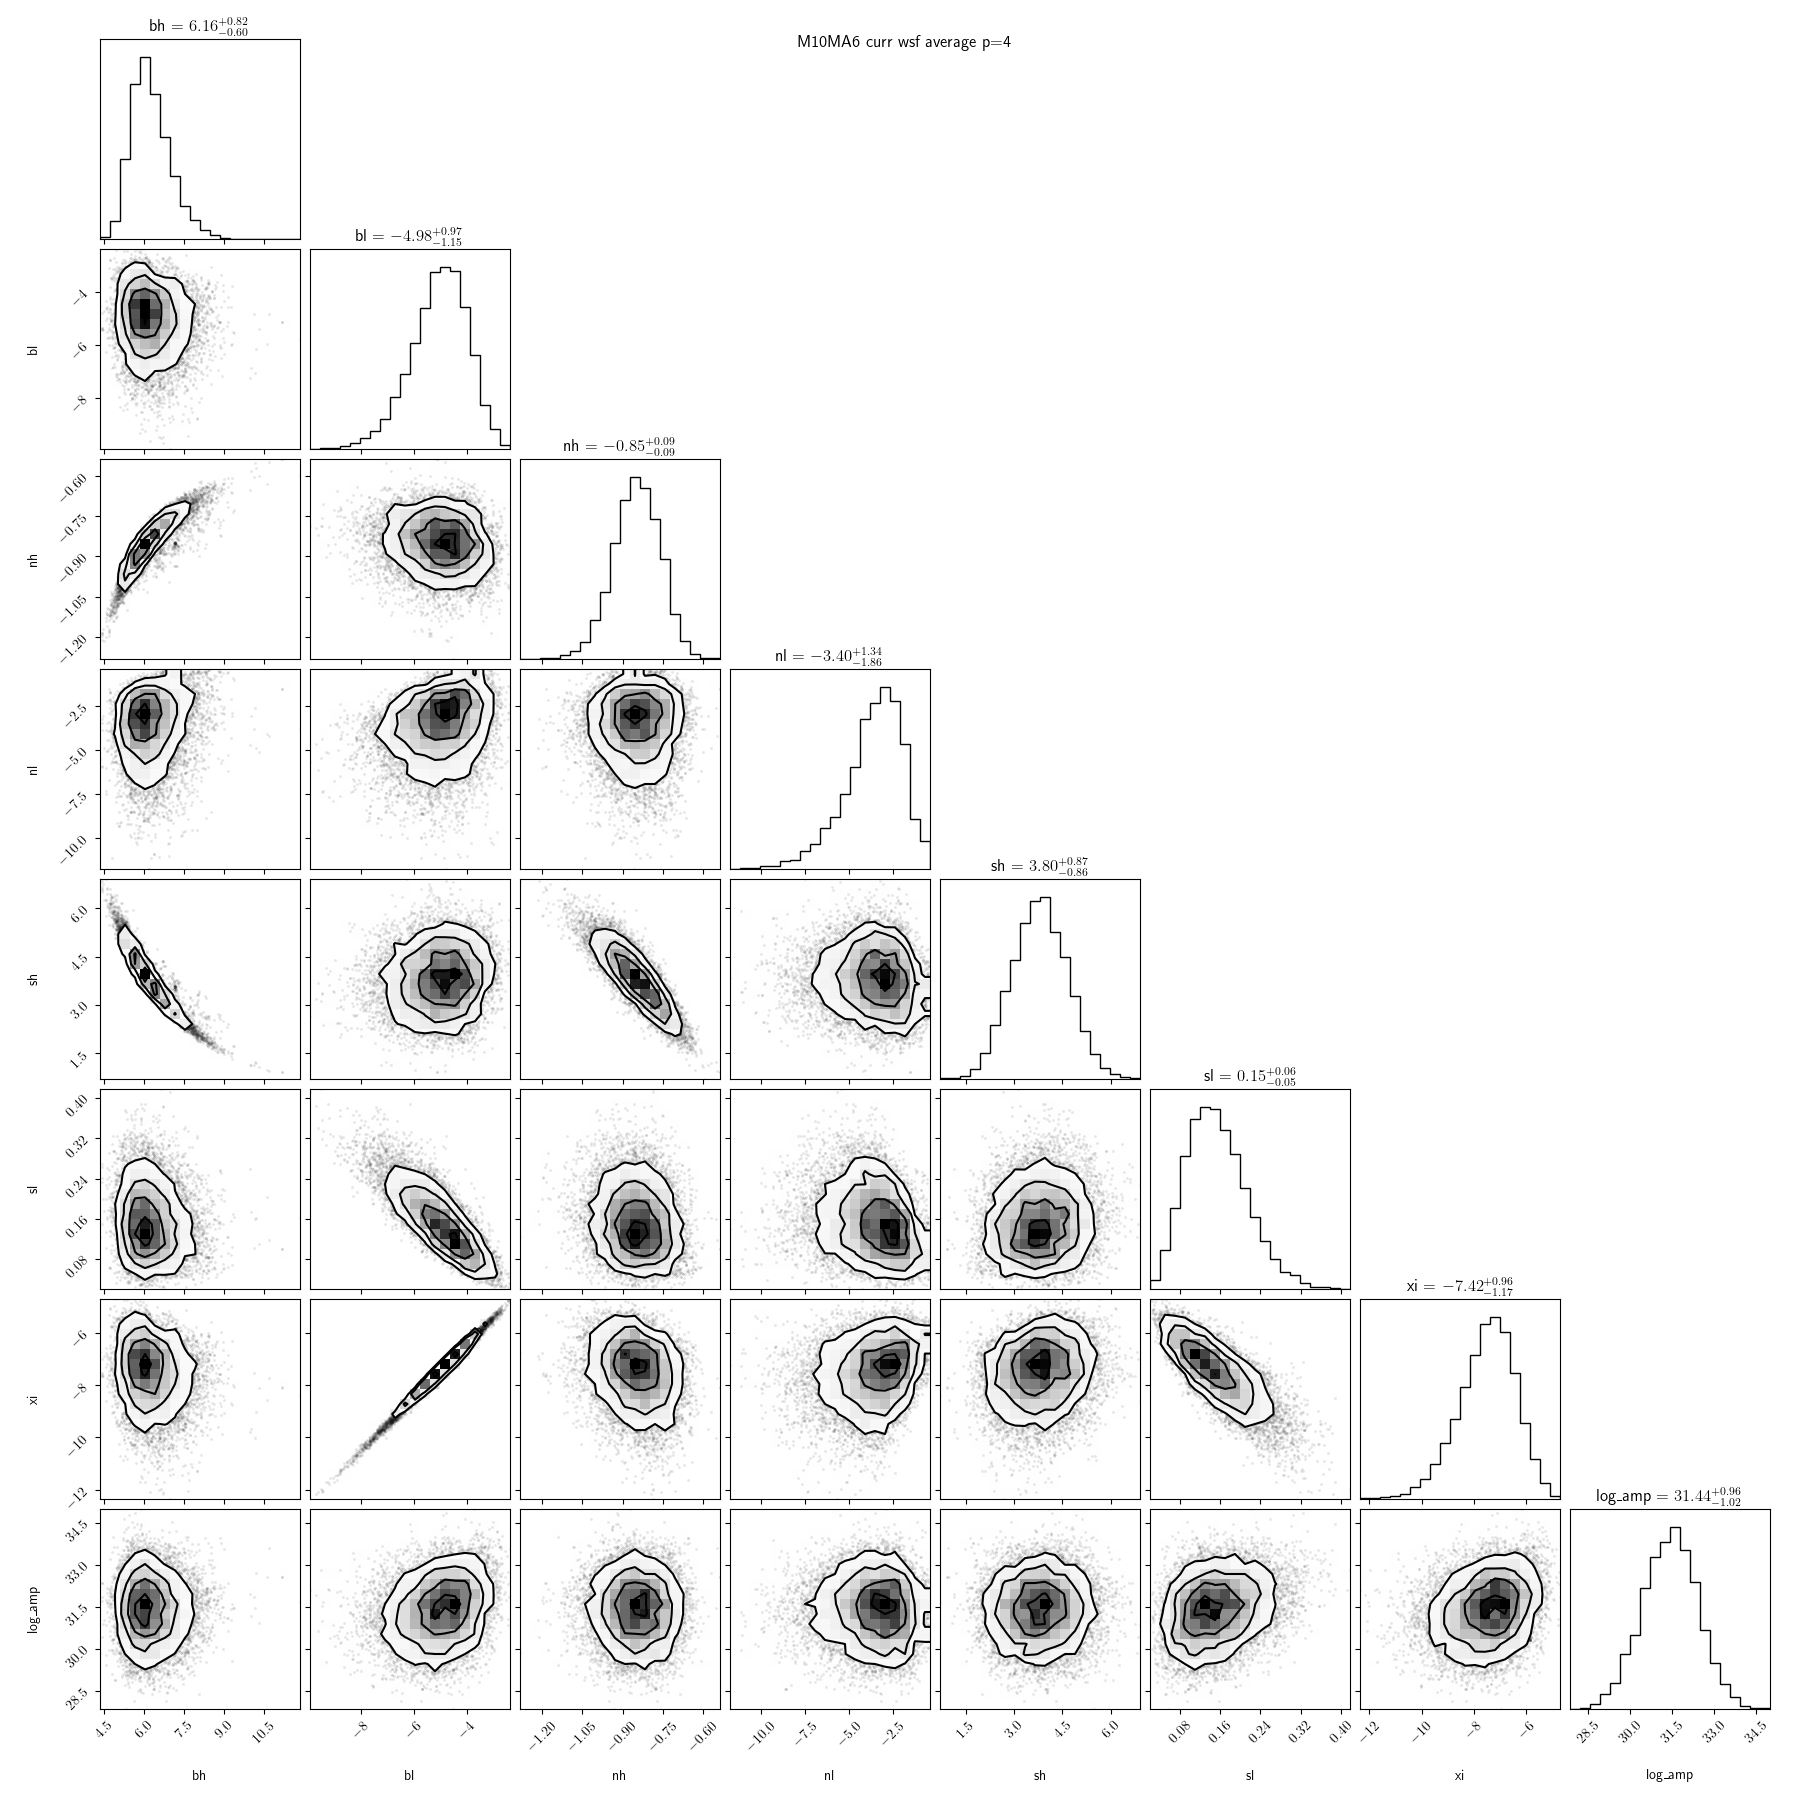 M10MA6 curr wsf average p=4
bh = 6.16 +0.82 −0.60
bl = −4.98 +0.97 −1.15
bl
−4
−6
−8
nh = −0.85 +0.09 −0.09
nh
−0.60
−0.75
−0.90
−1.05
−1.20
nl = −3.40 +1.34 −1.86
nl
−2.5
−5.0
−7.5
−10.0
sh = 3.80 +0.87 −0.86
sh
6.0
4.5
3.0
1.5
sl = 0.15 +0.06 −0.05
sl
0.40
0.32
0.24
0.16
0.08
xi = −7.42 +0.96 −1.17
xi
−6
−8
−10
−12
log_amp = 31.44 +0.96 −1.02
log_amp
34.5
33.0
31.5
30.0
28.5
4.5 6.0 7.5 9.0 10.5 −8 −6 −4 −1.20 −1.05 −0.90 −0.75 −0.60 −10.0 −7.5 −5.0 −2.5 1.5 3.0 4.5 6.0 0.08 0.16 0.24 0.32 0.40 −12 −10 −8 −6 28.5 30.0 31.5 33.0 34.5
bh bl nh nl sh sl xi log_amp